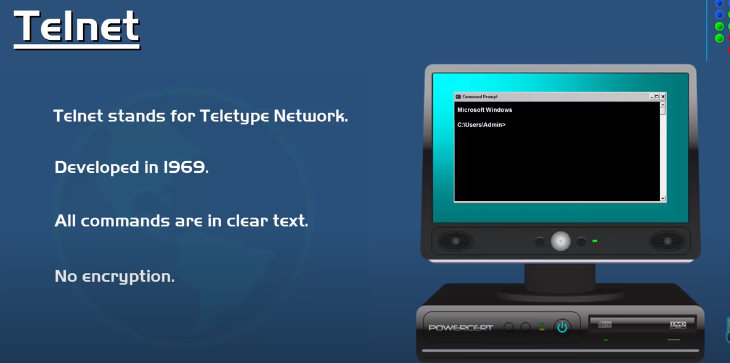 Telnet
Telnet stands for Teletype Network.
Developed in 1969.
All commands are in clear text.
No encryption.
Command Prompt
Microsoft Windows
C:\Users\Admin>
POWERCERT